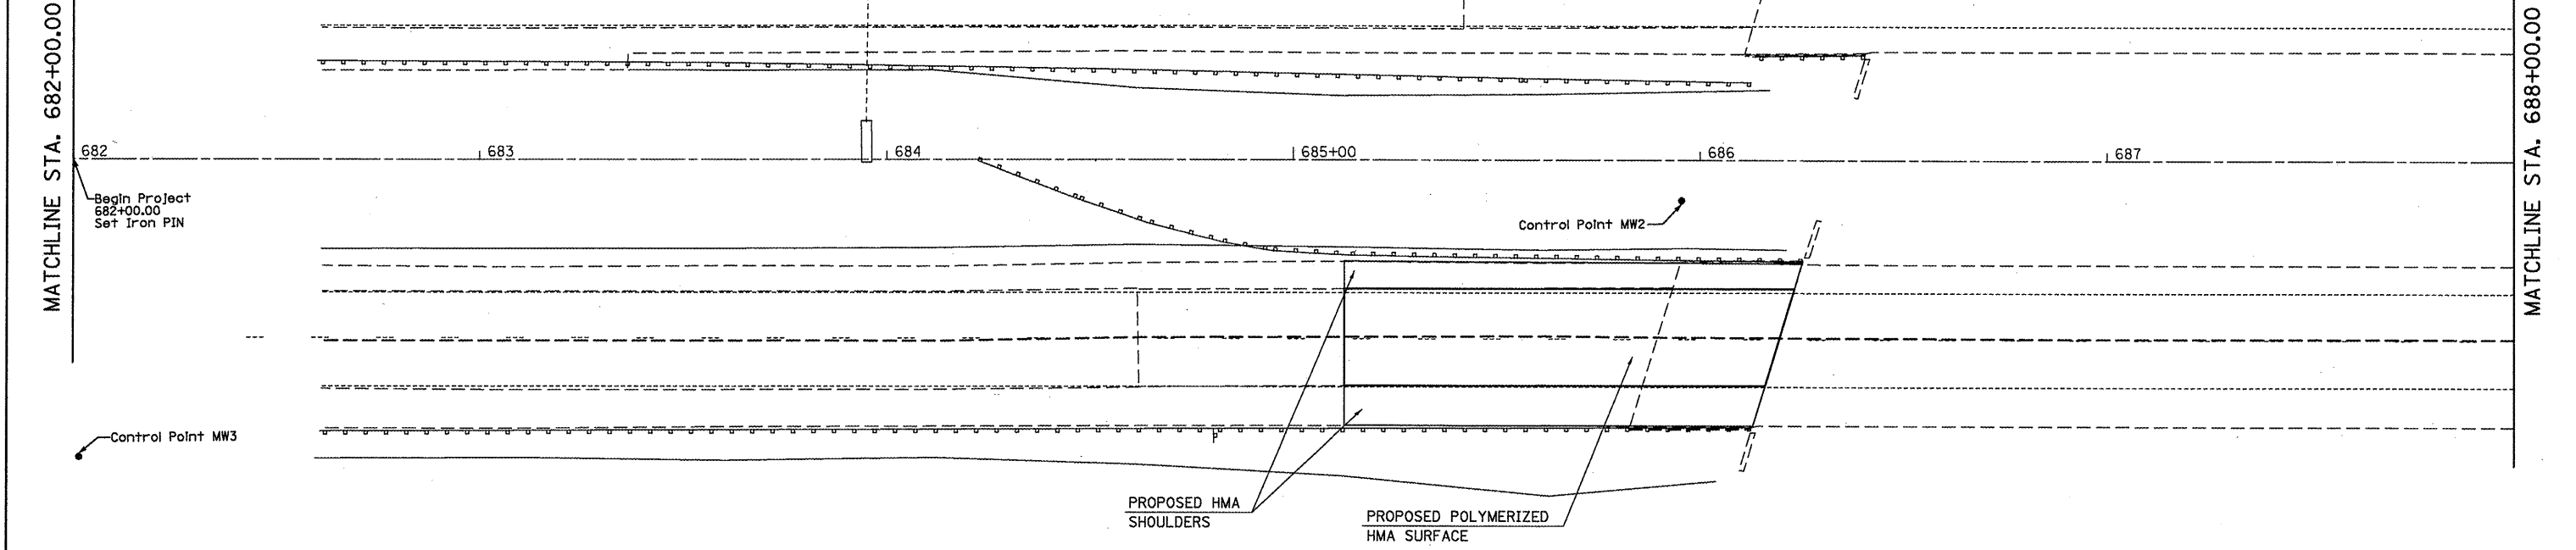 MATCHLINE STA. 682+00.00
682
683
684
685+00
686
687
MATCHLINE STA. 688+00.00
Begin Project
682+00.00
Set Iron PIN
Control Point MW2
Control Point MW3
P
PROPOSED HMA
SHOULDERS
PROPOSED POLYMERIZED
HMA SURFACE